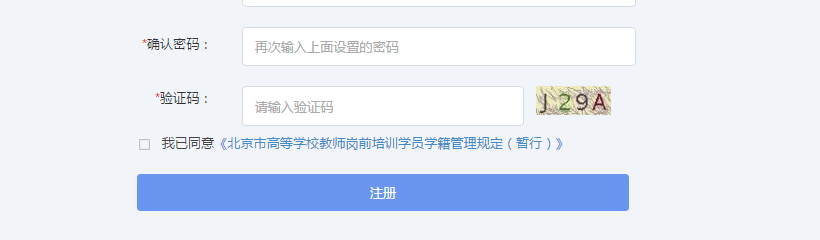 *确认密码： 再次输入上面设置的密码
*验证码： 请输入验证码 J29A
我已同意《北京市高等学校教师岗前培训学员学籍管理规定（暂行）》
注册